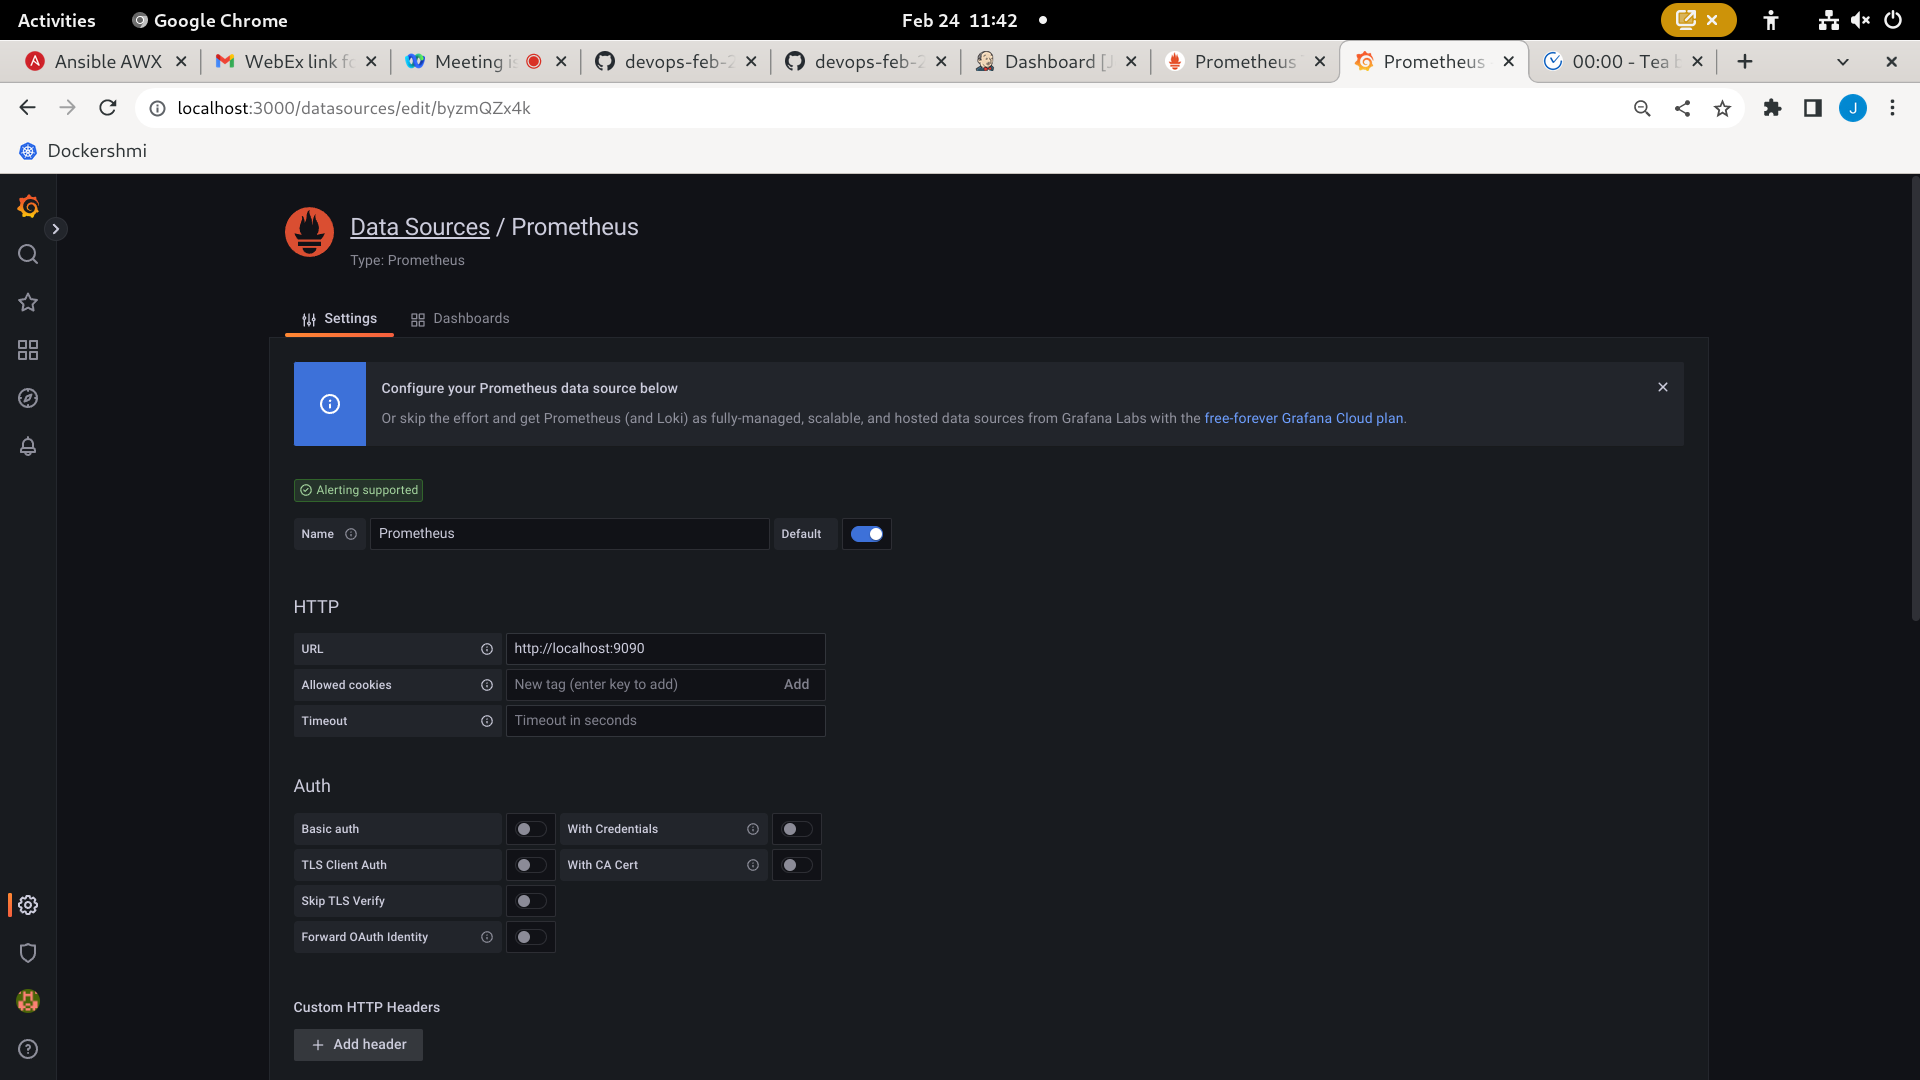 Activities
Google Chrome
Feb 24 11:42
Ansible AWX
WebEx link fo
Meeting is
devops-feb-2
devops-feb-2
Dashboard [J
Prometheus
Prometheus
00:00 - Tea b
localhost:3000/datasources/edit/byzmQZx4k
J
Dockershmi
Data Sources / Prometheus
Type: Prometheus
Settings
Dashboards
Configure your Prometheus data source below
Or skip the effort and get Prometheus (and Loki) as fully-managed, scalable, and hosted data sources from Grafana Labs with the free-forever Grafana Cloud plan.
Alerting supported
Name
Prometheus
Default
HTTP
URL
http://localhost:9090
Allowed cookies
New tag (enter key to add)
Add
Timeout
Timeout in seconds
Auth
Basic auth
With Credentials
TLS Client Auth
With CA Cert
Skip TLS Verify
Forward OAuth Identity
Custom HTTP Headers
Add header